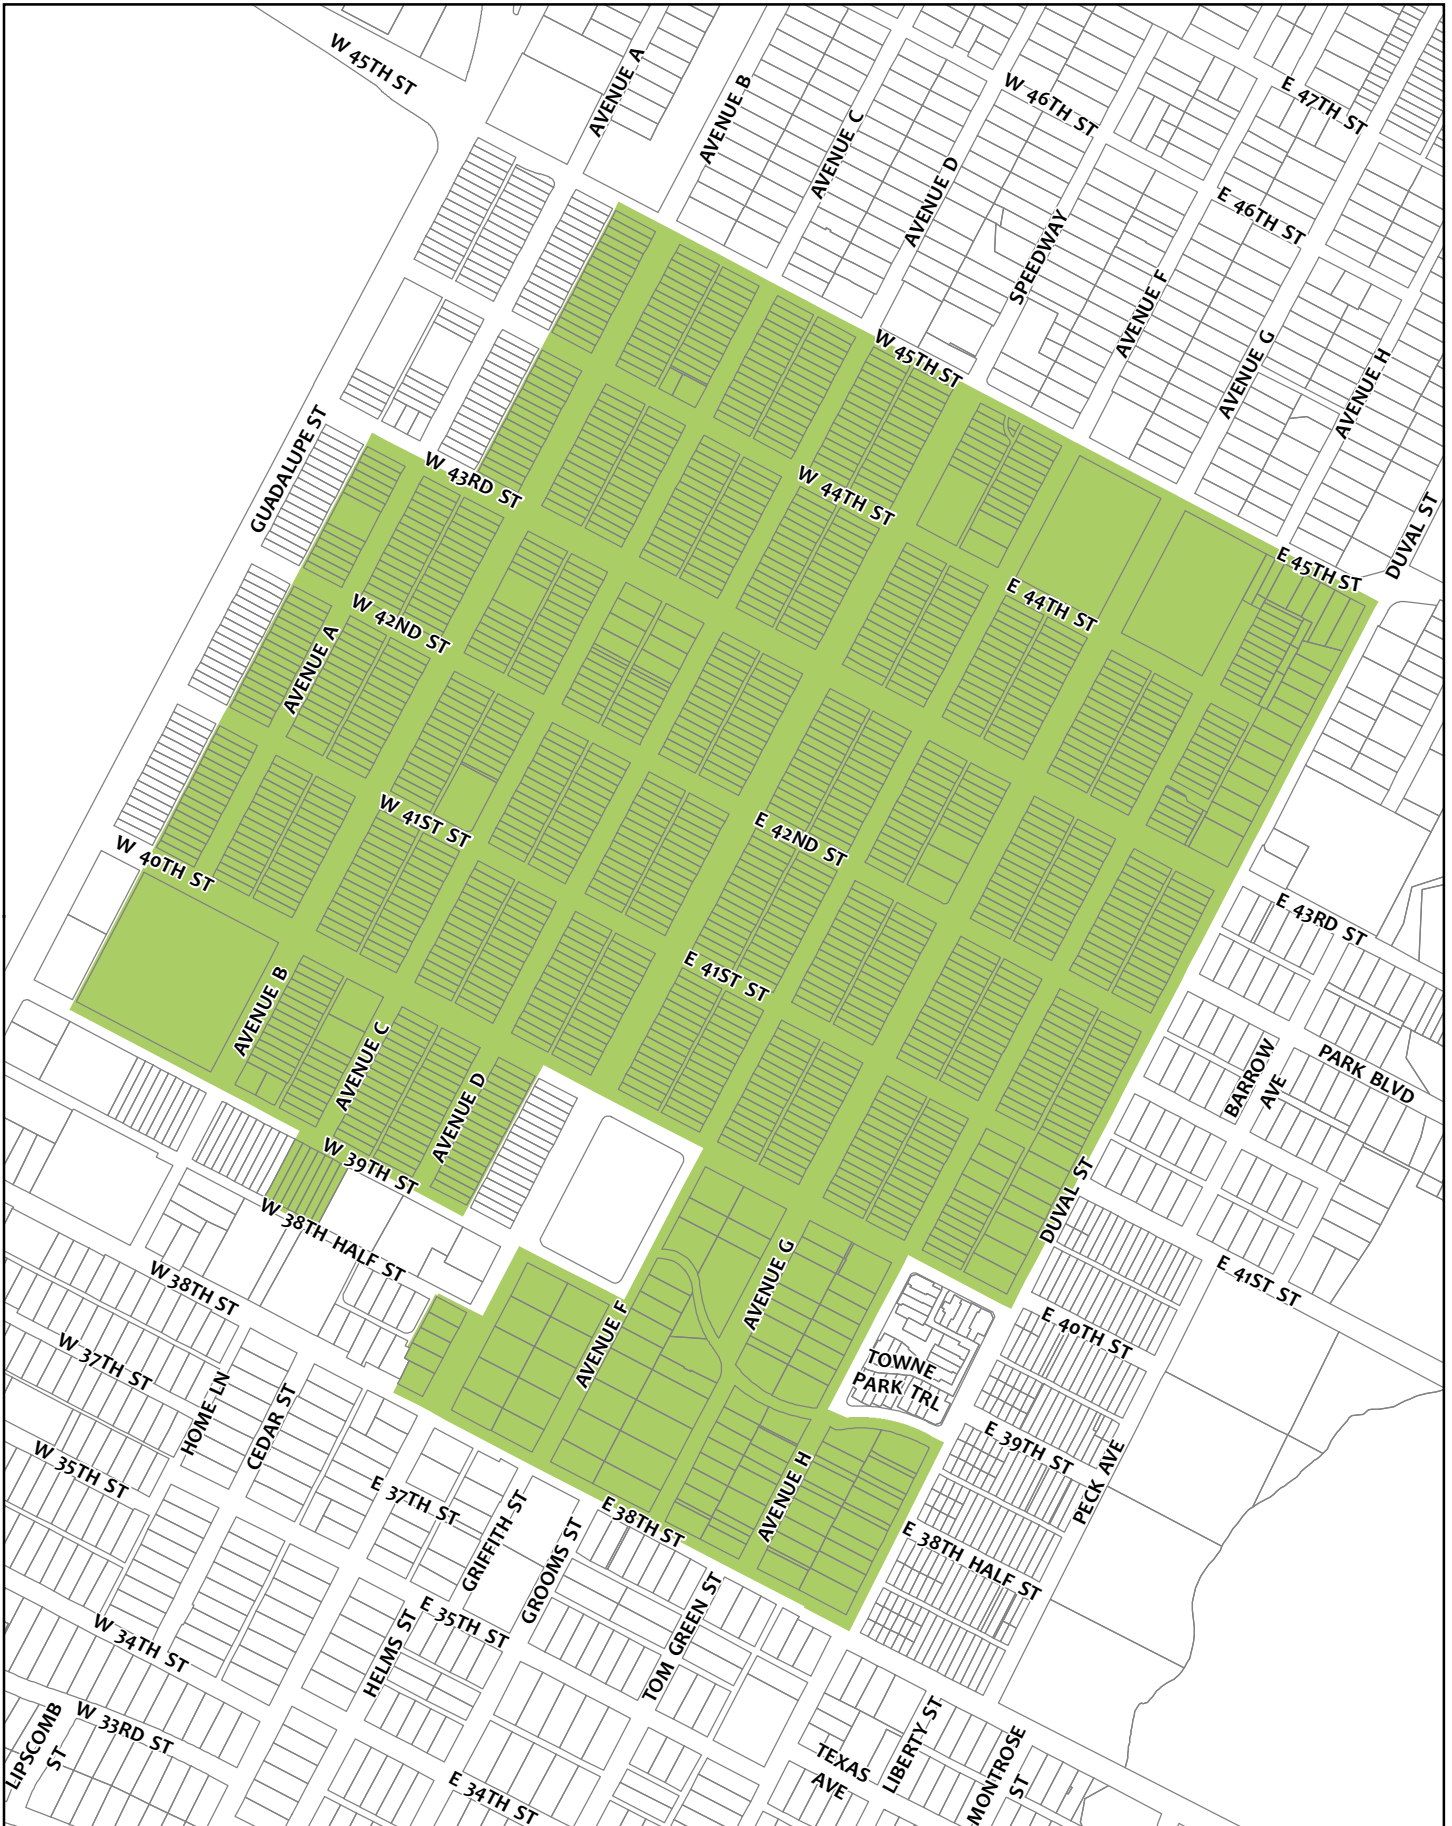 W 45TH ST
AVENUE A
AVENUE B
AVENUE C
AVENUE D
W 46TH ST
E 47TH ST
E 46TH ST
SPEEDWAY
AVENUE F
AVENUE G
AVENUE H
W 45TH ST
GUADALUPE ST
W 43RD ST
W 44TH ST
DUVAL ST
E 45TH ST
E 44TH ST
W 42ND ST
AVENUE A
W 41ST ST
E 42ND ST
W 40TH ST
E 43RD ST
E 41ST ST
AVENUE B
AVENUE C
AVENUE D
BARROW
AVE
PARK BLVD
W 39TH ST
DUVAL ST
W 38TH HALF ST
AVENUE G
E 41ST ST
W 38TH ST
AVENUE F
E 40TH ST
W 37TH ST
TOWNE
PARK TRL
HOME LN
CEDAR ST
E 39TH ST
PECK AVE
W 35TH ST
E 37TH ST
AVENUE H
GRIFFITH ST
GROOMS ST
E 38TH ST
E 38TH HALF ST
E 35TH ST
HELMS ST
TOM GREEN ST
W 34TH ST
W 33RD ST
LIPSCOMB
ST
E 34TH ST
TEXAS
AVE
LIBERTY ST
MONTROSE
ST